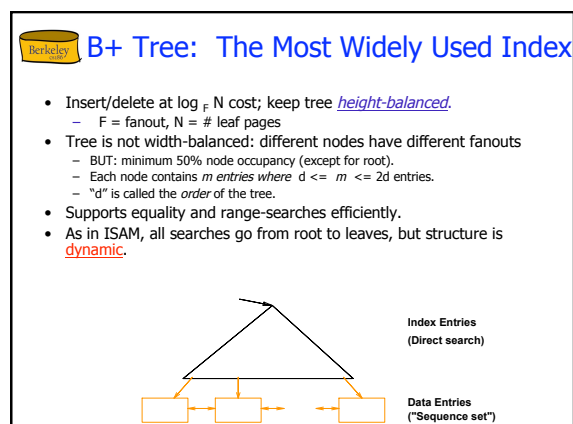 Berkeley
cs186
B+ Tree: The Most Widely Used Index
• Insert/delete at log F N cost; keep tree height-balanced.
– F = fanout, N = # leaf pages
• Tree is not width-balanced: different nodes have different fanouts
– BUT: minimum 50% node occupancy (except for root).
– Each node contains m entries where d <= m <= 2d entries.
– “d” is called the order of the tree.
• Supports equality and range-searches efficiently.
• As in ISAM, all searches go from root to leaves, but structure is
dynamic.
Index Entries
(Direct search)
Data Entries
("Sequence set")